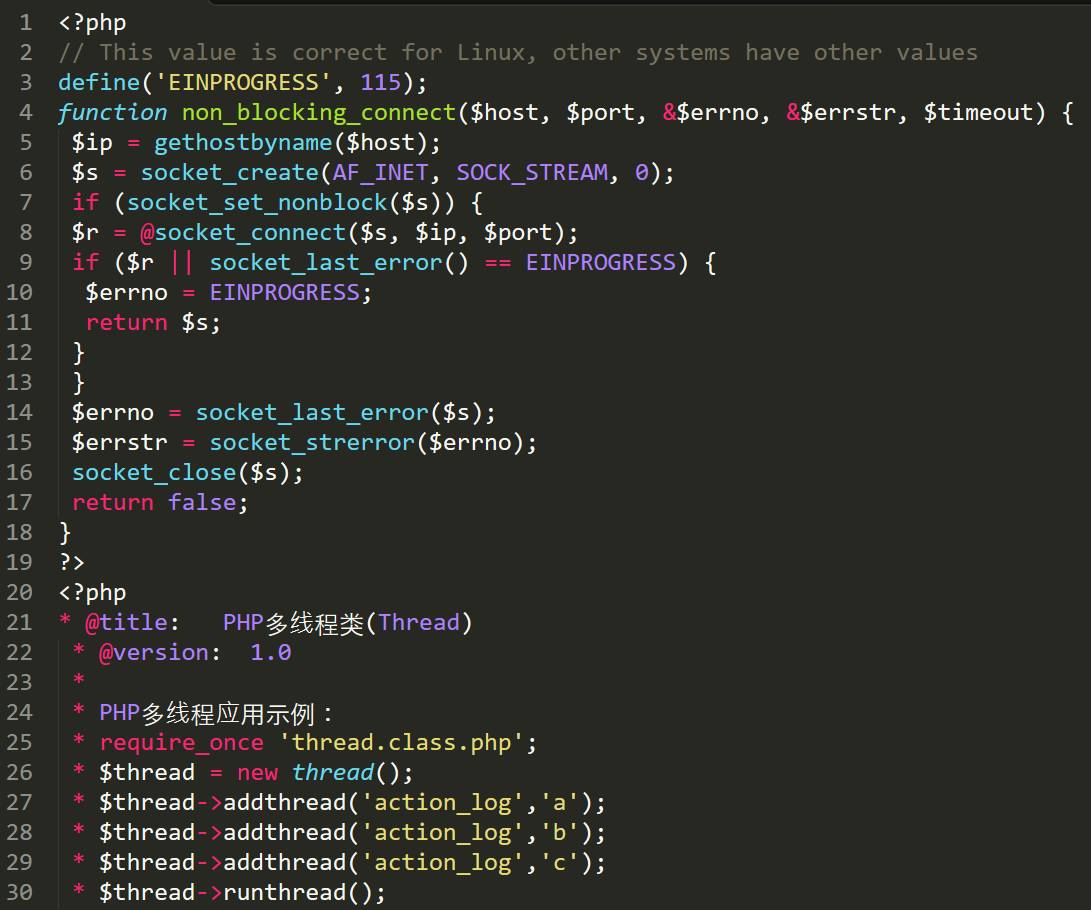 1 <?php
2 // This value is correct for Linux, other systems have other values
3 define('EINPROGRESS', 115);
4 function non_blocking_connect($host, $port, &$errno, &$errstr, $timeout) {
5 $ip = gethostbyname($host);
6 $s = socket_create(AF_INET, SOCK_STREAM, 0);
7 if (socket_set_nonblock($s)) {
8 $r = @socket_connect($s, $ip, $port);
9 if ($r || socket_last_error() == EINPROGRESS) {
10 $errno = EINPROGRESS;
11 return $s;
12 }
13 }
14 $errno = socket_last_error($s);
15 $errstr = socket_strerror($errno);
16 socket_close($s);
17 return false;
18 }
19 ?>
20 <?php
21 * @title: PHP多线程类(Thread)
22 * @version: 1.0
23 *
24 * PHP多线程应用示例：
25 * require_once 'thread.class.php';
26 * $thread = new thread();
27 * $thread->addthread('action_log','a');
28 * $thread->addthread('action_log','b');
29 * $thread->addthread('action_log','c');
30 * $thread->runthread();